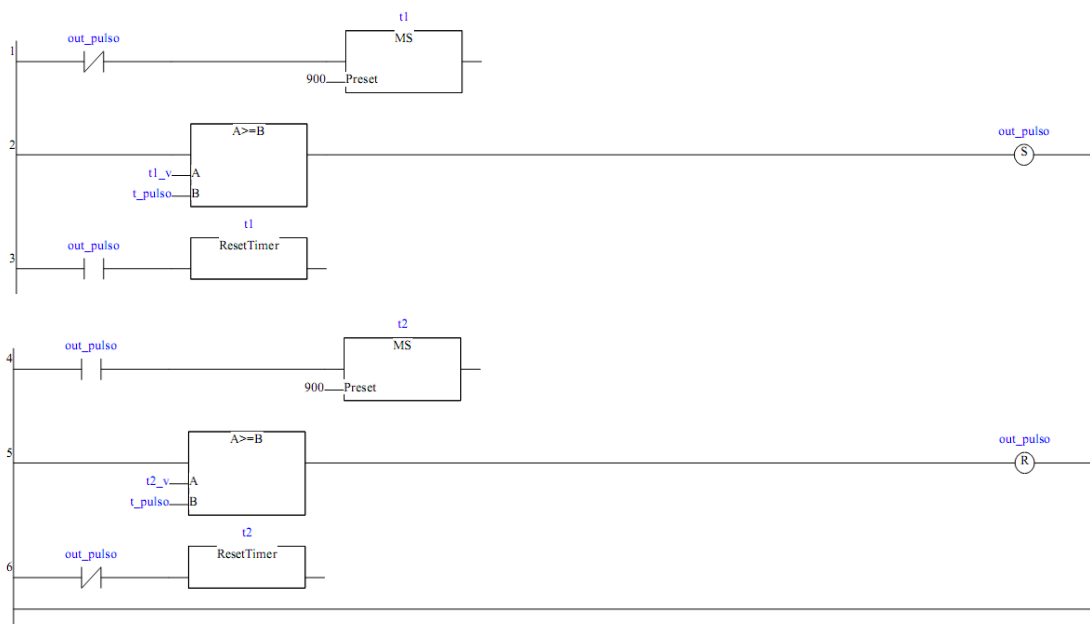 t1
out_pulso
MS
1
900 Preset
A>=B
out_pulso
2
S
t1_v A
t_pulso B
t1
out_pulso
ResetTimer
3
t2
out_pulso
MS
4
900 Preset
A>=B
out_pulso
5
R
t2_v A
t_pulso B
t2
out_pulso
ResetTimer
6